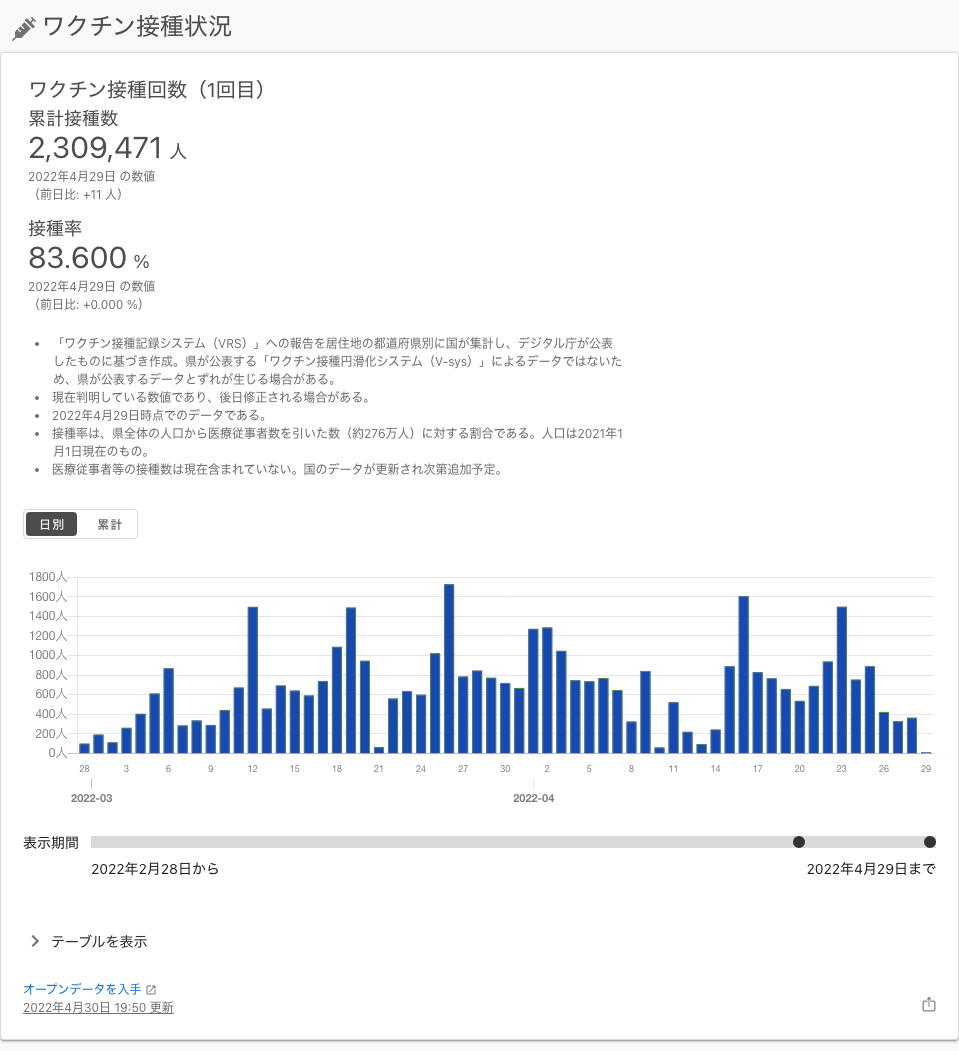 ワクチン接種状況
ワクチン接種回数（1回目）
累計接種数
2,309,471 人
2022年4月29日 の数値
（前日比: +11 人）
接種率
83.600 %
2022年4月29日 の数値
（前日比: +0.000 %）
• 「ワクチン接種記録システム（VRS）」への報告を居住地の都道府県別に国が集計し、デジタル庁が公表
したものに基づき作成。県が公表する「ワクチン接種円滑化システム（V-sys）」によるデータではないた
め、県が公表するデータとずれが生じる場合がある。
• 現在判明している数値であり、後日修正される場合がある。
• 2022年4月29日時点でのデータである。
• 接種率は、県全体の人口から医療従事者数を引いた数（約276万人）に対する割合である。人口は2021年1
月1日現在のもの。
• 医療従事者等の接種数は現在含まれていない。国のデータが更新され次第追加予定。
日別 累計
1800人
1600人
1400人
1200人
1000人
800人
600人
400人
200人
0人
28 3 6 9 12 15 18 21 24 27 30 2 5 8 11 14 17 20 23 26 29
2022-03 2022-04
表示期間
2022年2月28日から 2022年4月29日まで
テーブルを表示
オープンデータを入手
2022年4月30日 19:50 更新